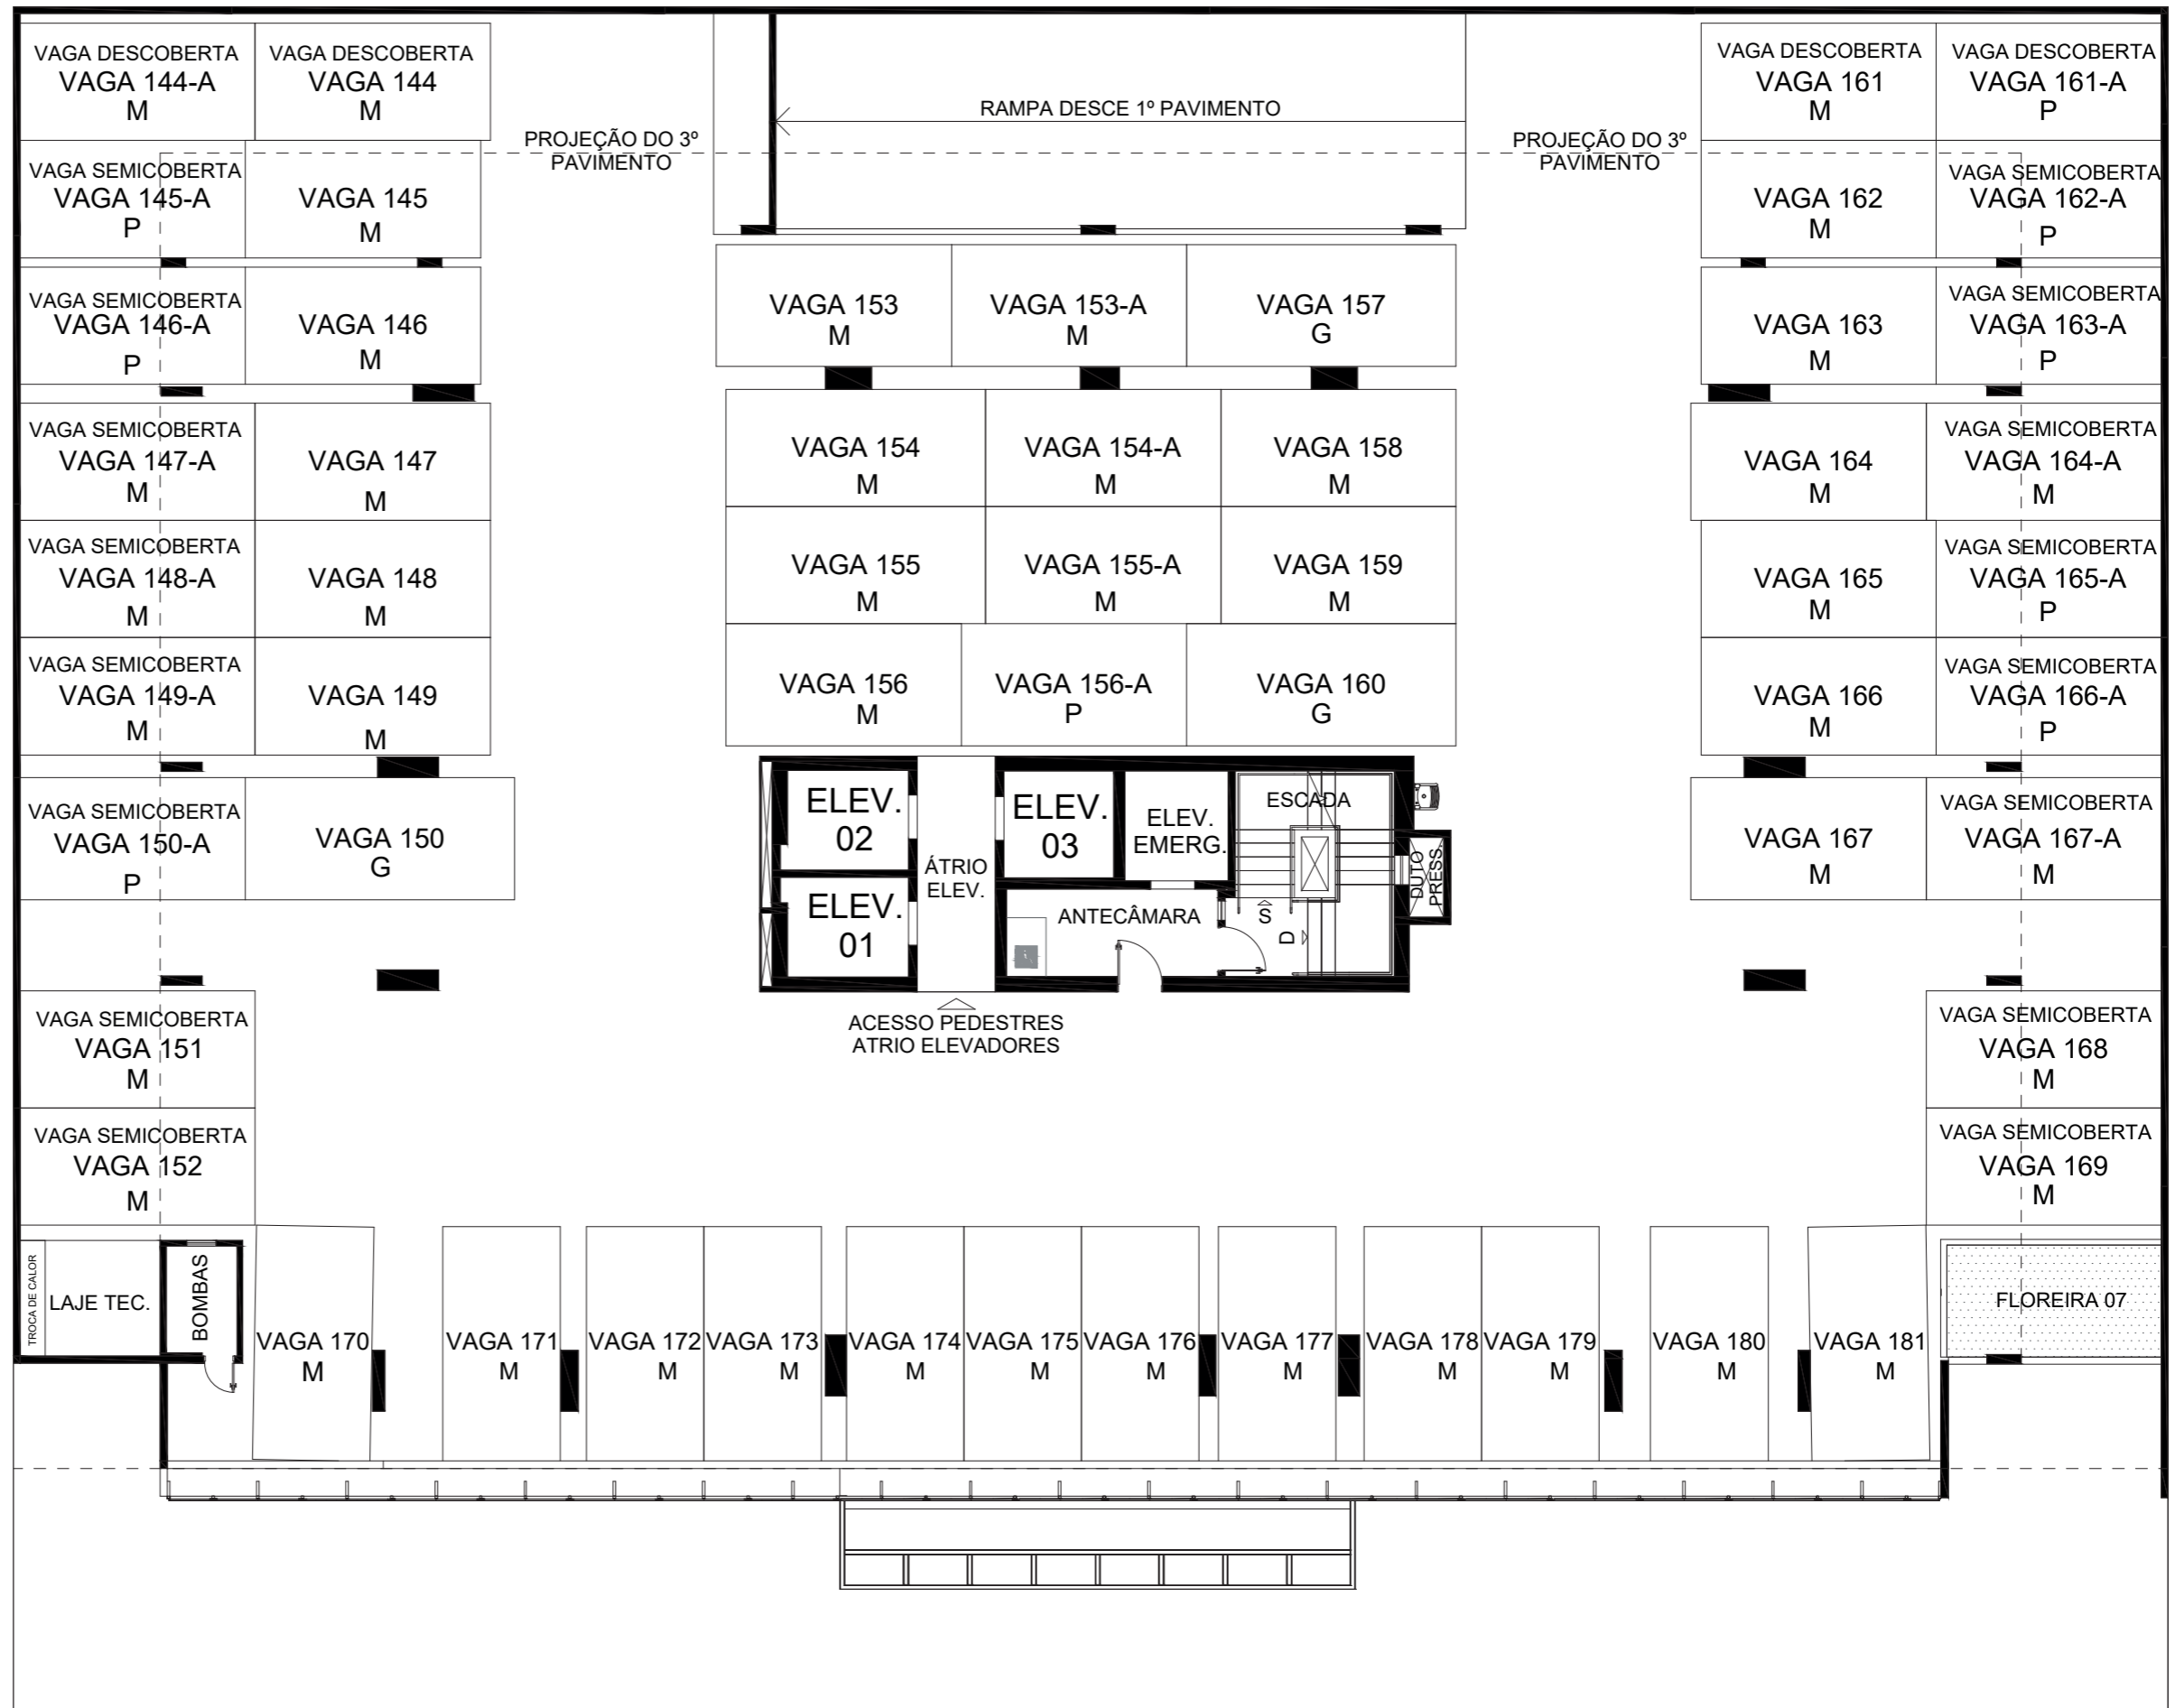 VAGA DESCOBERTA
VAGA 144-A
M
VAGA DESCOBERTA
VAGA 144
M
VAGA SEMICOBERTA
VAGA 145-A
P
VAGA 145
M
VAGA SEMICOBERTA
VAGA 146-A
P
VAGA 146
M
VAGA SEMICOBERTA
VAGA 147-A
M
VAGA 147
M
VAGA SEMICOBERTA
VAGA 148-A
M
VAGA 148
M
VAGA SEMICOBERTA
VAGA 149-A
M
VAGA 149
M
VAGA SEMICOBERTA
VAGA 150-A
P
VAGA 150
G
VAGA SEMICOBERTA
VAGA 151
M
VAGA SEMICOBERTA
VAGA 152
M
PROJEÇÃO DO 3º
PAVIMENTO
RAMPA DESCE 1º PAVIMENTO
PROJEÇÃO DO 3º
PAVIMENTO
VAGA 153
M
VAGA 153-A
M
VAGA 157
G
VAGA 154
M
VAGA 154-A
M
VAGA 158
M
VAGA 155
M
VAGA 155-A
M
VAGA 159
M
VAGA 156
M
VAGA 156-A
P
VAGA 160
G
ELEV.
02
ELEV.
01
ÁTRIO
ELEV.
ELEV.
03
ELEV.
EMERG.
ESCADA
ANTECÂMARA
S
D
DUTO
PRESS.
ACESSO PEDESTRES
ATRIO ELEVADORES
VAGA DESCOBERTA
VAGA 161
M
VAGA DESCOBERTA
VAGA 161-A
P
VAGA 162
M
VAGA SEMICOBERTA
VAGA 162-A
P
VAGA 163
M
VAGA SEMICOBERTA
VAGA 163-A
P
VAGA 164
M
VAGA SEMICOBERTA
VAGA 164-A
M
VAGA 165
M
VAGA SEMICOBERTA
VAGA 165-A
P
VAGA 166
M
VAGA SEMICOBERTA
VAGA 166-A
P
VAGA 167
M
VAGA SEMICOBERTA
VAGA 167-A
M
VAGA SEMICOBERTA
VAGA 168
M
VAGA SEMICOBERTA
VAGA 169
M
TROCA DE CALOR
LAJE TEC.
BOMBAS
VAGA 170
M
VAGA 171
M
VAGA 172
M
VAGA 173
M
VAGA 174
M
VAGA 175
M
VAGA 176
M
VAGA 177
M
VAGA 178
M
VAGA 179
M
VAGA 180
M
VAGA 181
M
FLOREIRA 07